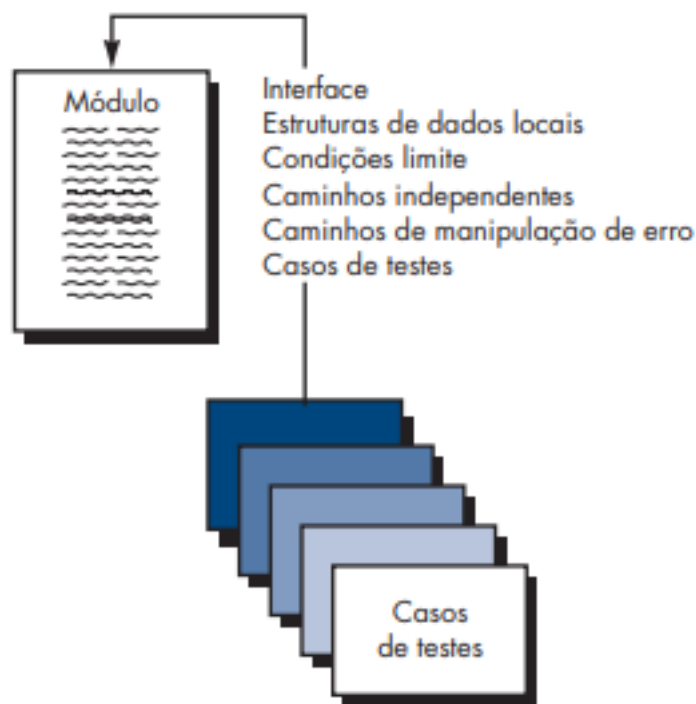 Módulo
Interface
Estruturas de dados locais
Condições limite
Caminhos independentes
Caminhos de manipulação de erro
Casos de testes
Casos
de testes